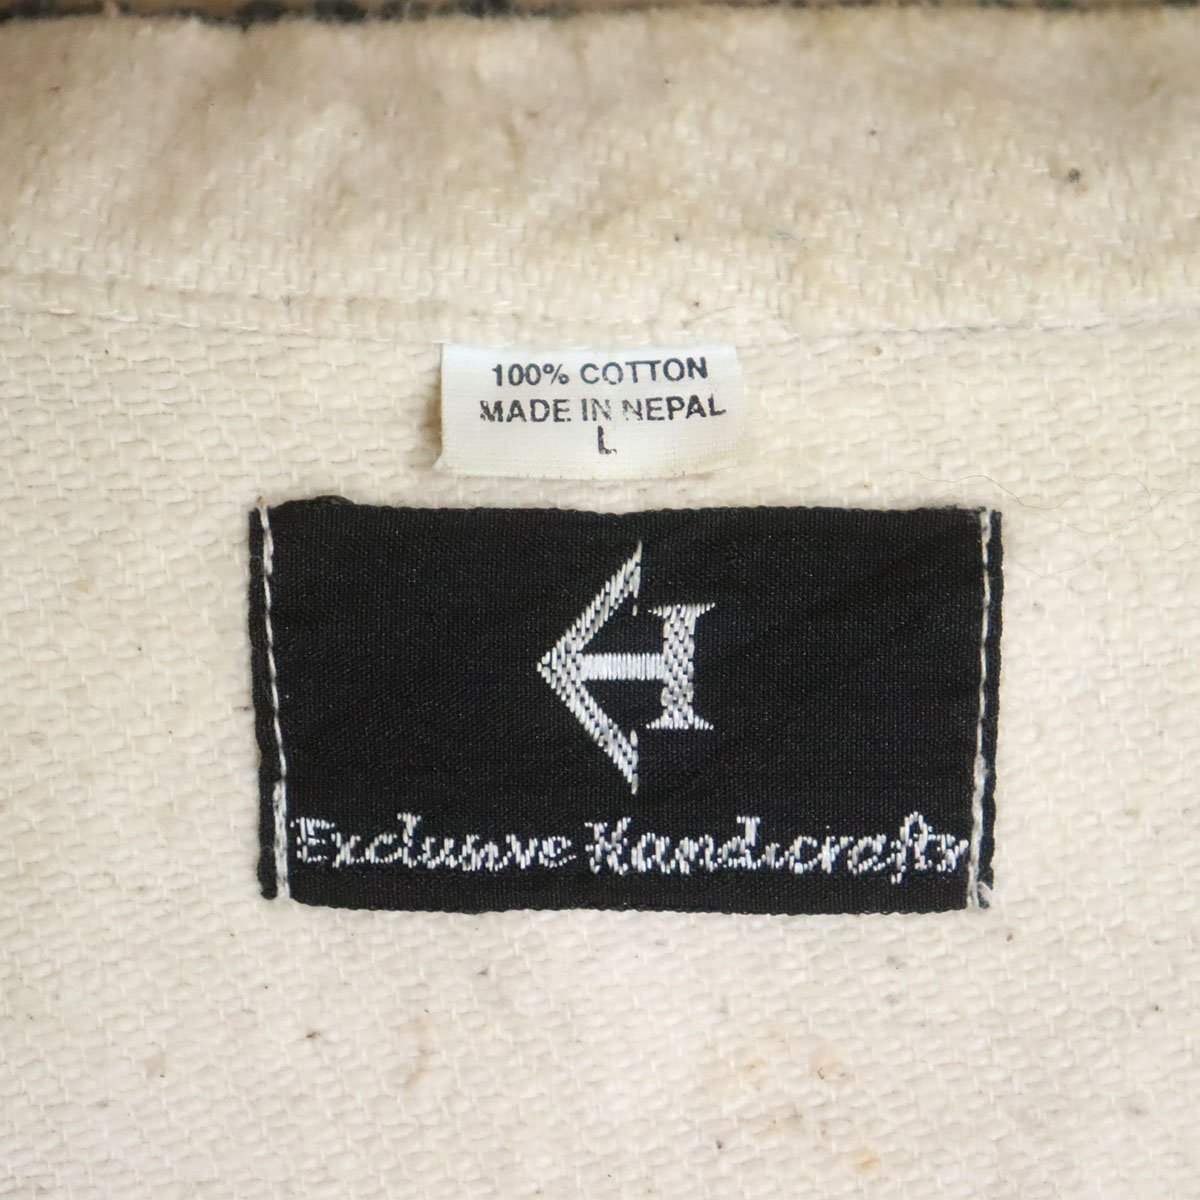 100% COTTON
MADE IN NEPAL
L
Exclusive Handicrafts